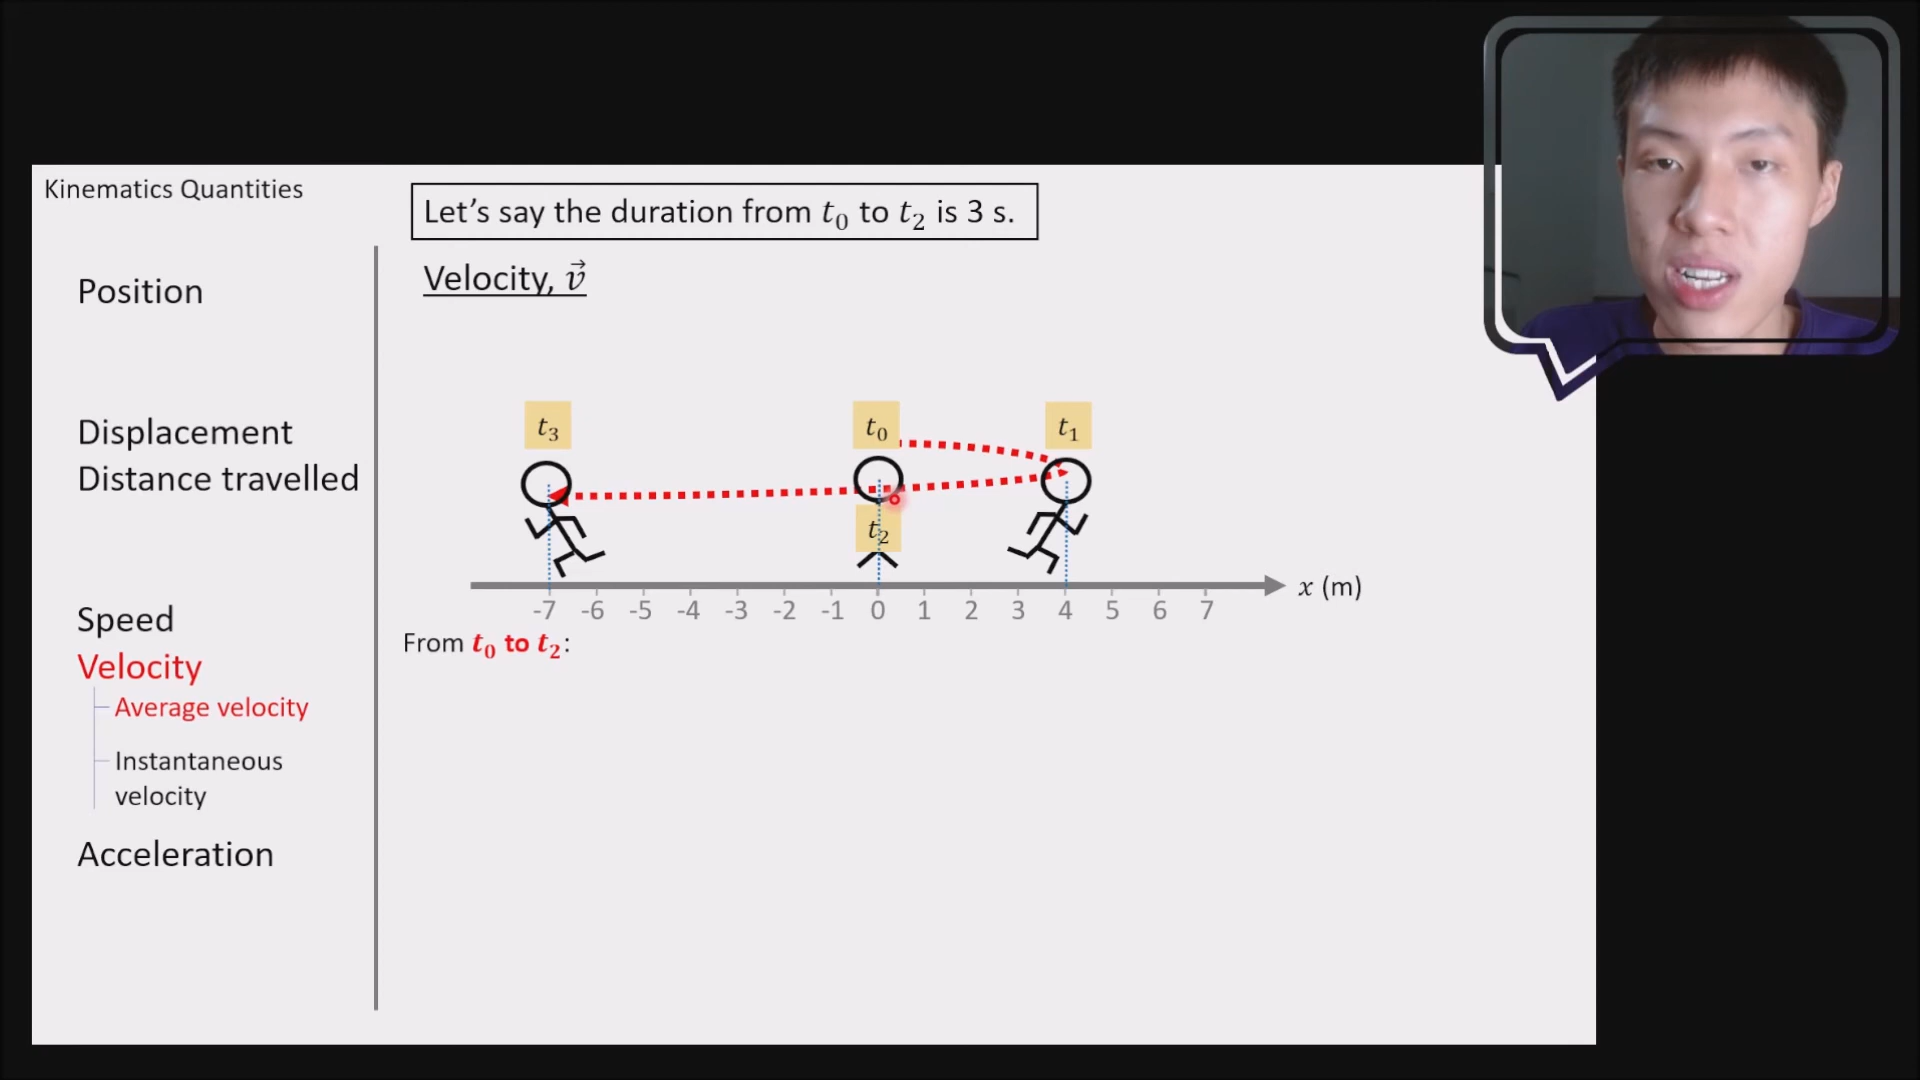 Kinematics Quantities
Let's say the duration from t₀ to t₂ is 3 s.
Position
Displacement
Distance travelled
Speed
Velocity
Average velocity
Instantaneous
velocity
Acceleration
Velocity, v⃗
t₃ t₀ t₁
t₂
x (m)
-7 -6 -5 -4 -3 -2 -1 0 1 2 3 4 5 6 7
From t₀ to t₂: